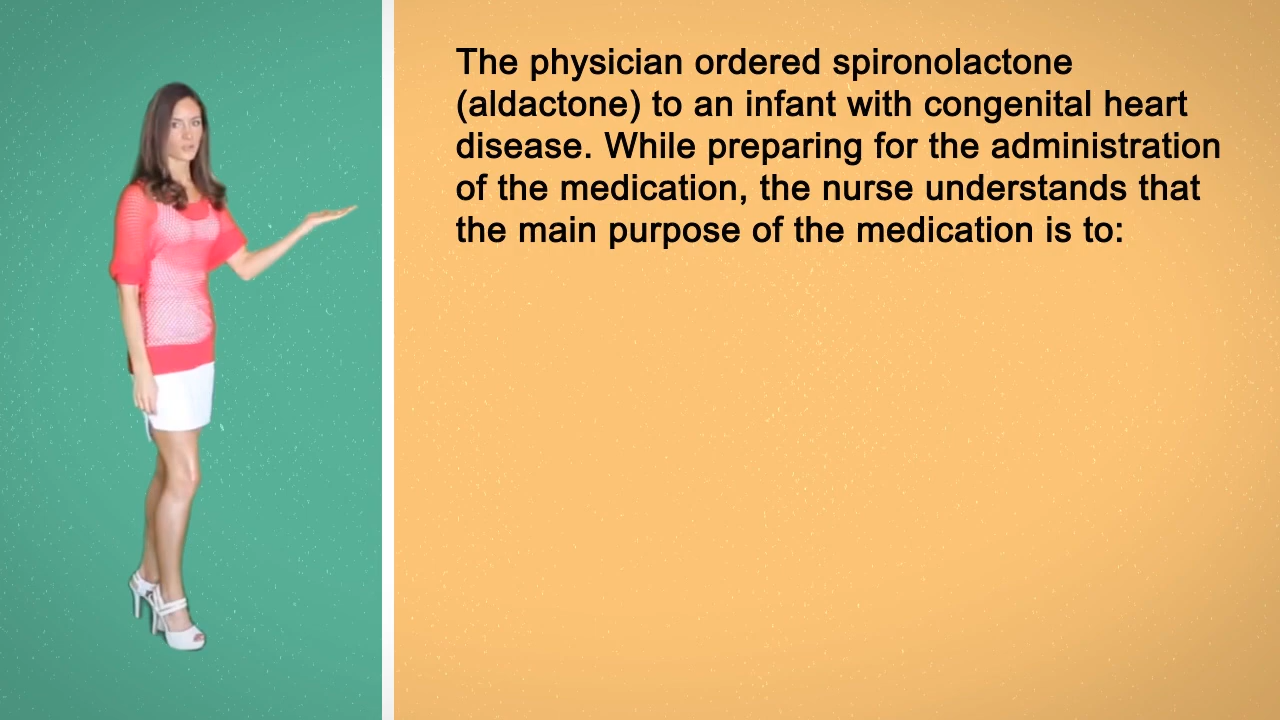 The physician ordered spironolactone
(aldactone) to an infant with congenital heart
disease. While preparing for the administration
of the medication, the nurse understands that
the main purpose of the medication is to: